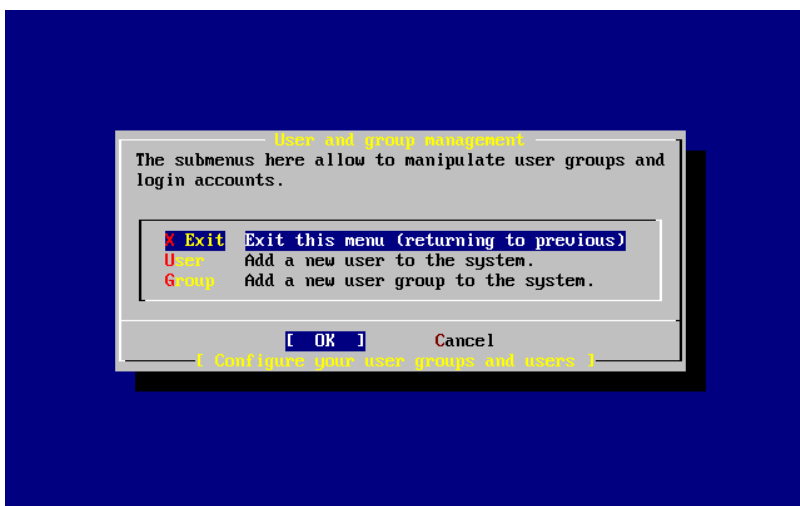 User and group management
The submenus here allow to manipulate user groups and
login accounts.
X Exit Exit this menu (returning to previous)
User Add a new user to the system.
Group Add a new user group to the system.
[ OK ] Cancel
[ Configure your user groups and users ]